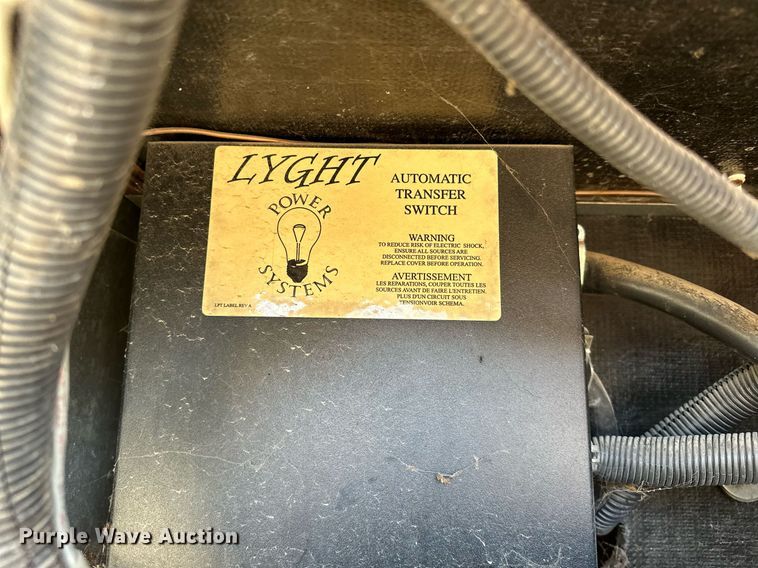 LYGHT
POWER
SYSTEMS
LPT LABEL REV A
AUTOMATIC
TRANSFER
SWITCH
WARNING
TO REDUCE RISK OF ELECTRIC SHOCK,
ENSURE ALL SOURCES ARE
DISCONNECTED BEFORE SERVICING.
REPLACE COVER BEFORE OPERATION.
AVERTISSEMENT
LES REPARATIONS, COUPER TOUTES LES
SOURCES AVANT DE FAIRE L'ENTRETIEN.
PLUS D'UN CIRCUIT SOUS
TENSIONVOIR SCHEMA.
Purple Wave Auction